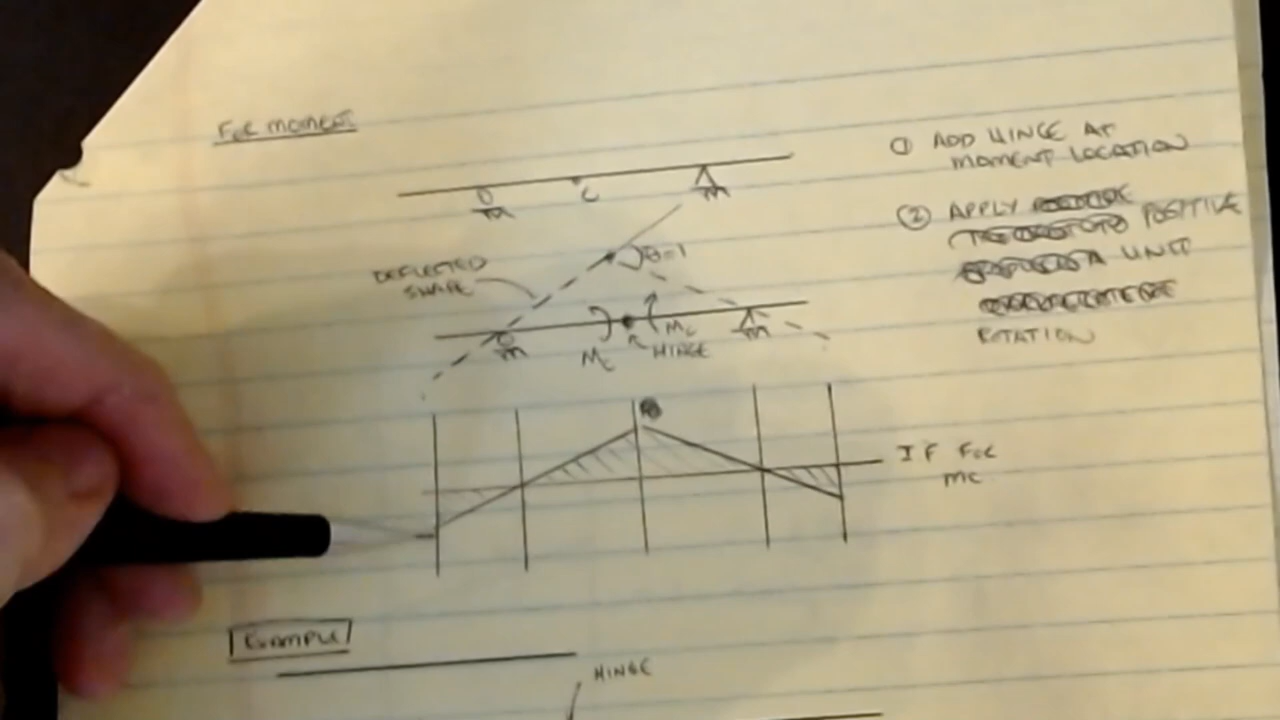 FOR MOMENT
① ADD HINGE AT
MOMENT LOCATION
C
② APPLY
POSITIVE
A UNIT
ROTATION
θ=1
DEFLECTED
SHAPE
Mc
Mc
HINGE
IF FOR
MC
EXAMPLE
HINGE